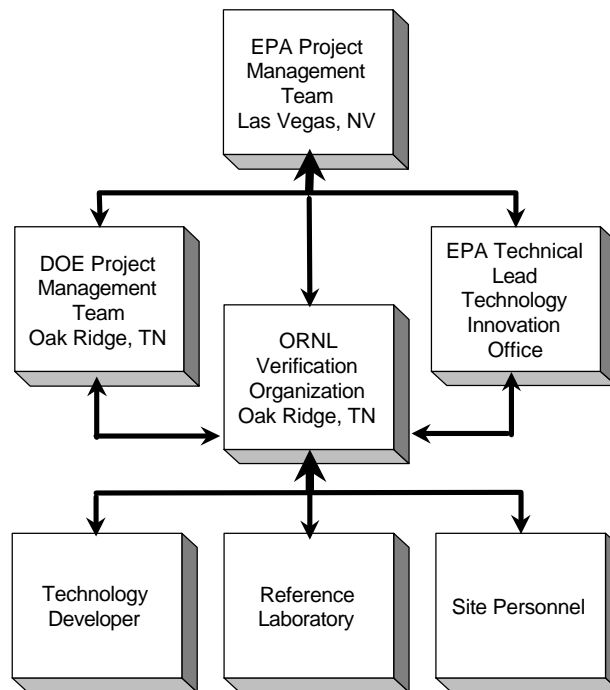 EPA Project
Management
Team
Las Vegas, NV
DOE Project
Management
Team
Oak Ridge, TN
EPA Technical
Lead
Technology
Innovation
Office
ORNL
Verification
Organization
Oak Ridge, TN
Technology
Developer
Reference
Laboratory
Site Personnel